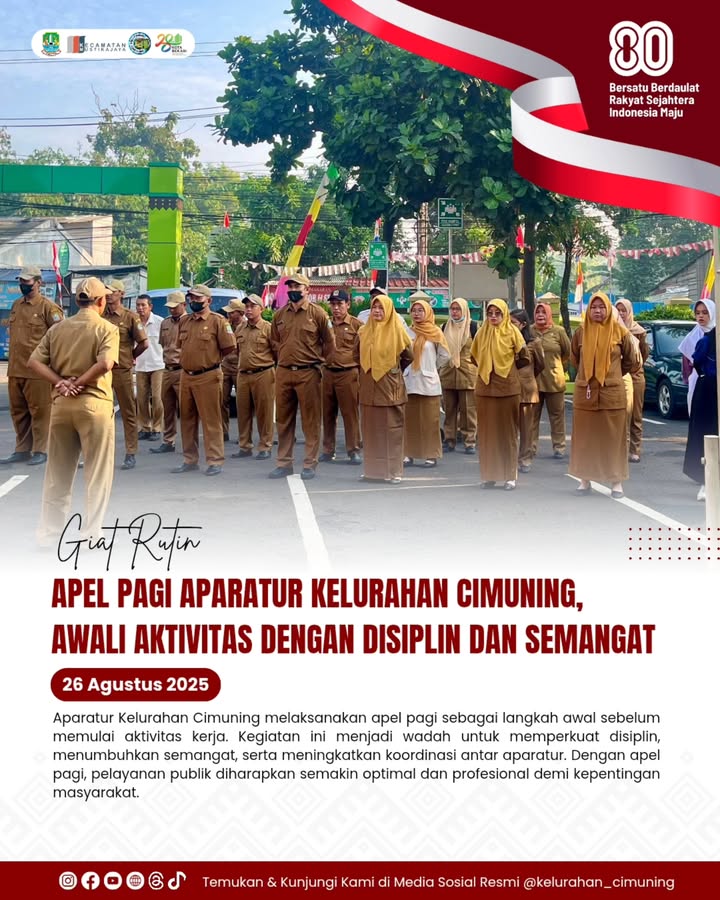 KECAMATAN
MUSTIKAJAYA
80
Bersatu Berdaulat
Rakyat Sejahtera
Indonesia Maju
Giat Rutin
APEL PAGI APARATUR KELURAHAN CIMUNING,
AWALI AKTIVITAS DENGAN DISIPLIN DAN SEMANGAT
26 Agustus 2025
Aparatur Kelurahan Cimuning melaksanakan apel pagi sebagai langkah awal sebelum
memulai aktivitas kerja. Kegiatan ini menjadi wadah untuk memperkuat disiplin,
menumbuhkan semangat, serta meningkatkan koordinasi antar aparatur. Dengan apel
pagi, pelayanan publik diharapkan semakin optimal dan profesional demi kepentingan
masyarakat.
Temukan & Kunjungi Kami di Media Sosial Resmi @kelurahan_cimuning